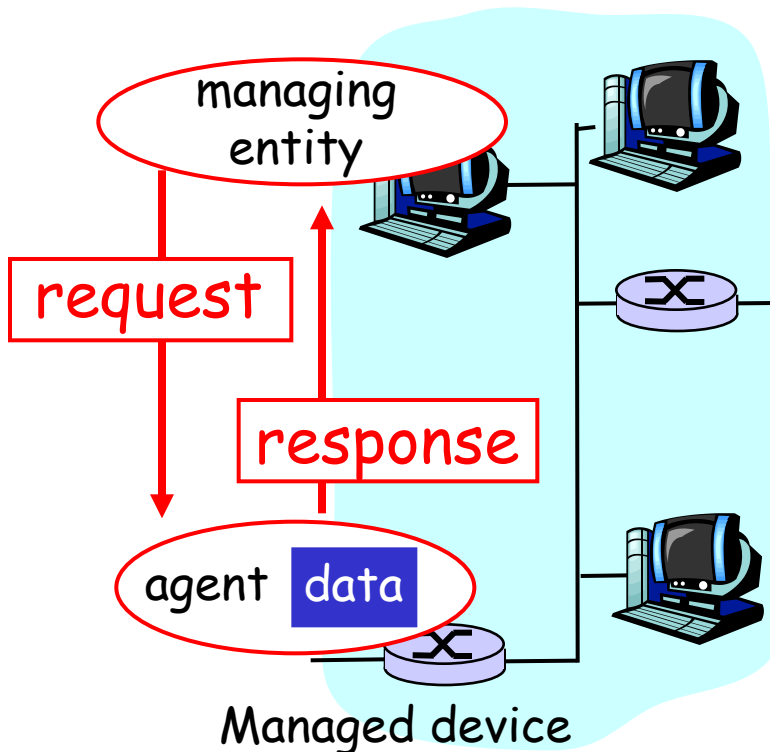 managing
entity
request
response
agent data
Managed device